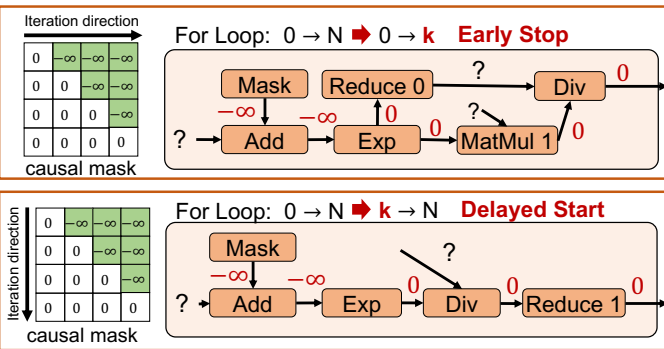 Iteration direction
For Loop: 0 → N ➡ 0 → k Early Stop
0 −∞ −∞ −∞
0 0 −∞ −∞
0 0 0 −∞
0 0 0 0
causal mask
Mask
Reduce 0
?
Div
0
−∞
−∞
0
?
?
Add
Exp
0
MatMul 1
0
Iteration direction
For Loop: 0 → N ➡ k → N Delayed Start
0 −∞ −∞ −∞
0 0 −∞ −∞
0 0 0 −∞
0 0 0 0
causal mask
Mask
?
−∞
−∞
0
0
0
?
Add
Exp
Div
Reduce 1